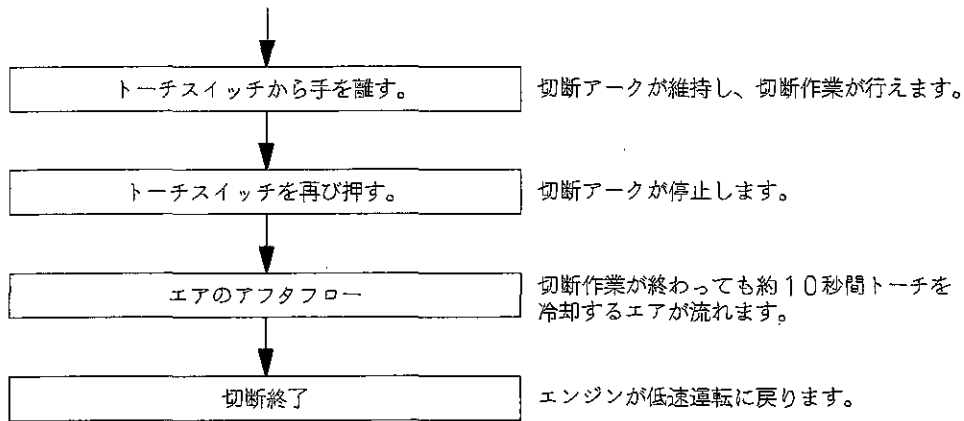 トーチスイッチから手を離す。
切断アークが維持し、切断作業が行えます。
トーチスイッチを再び押す。
切断アークが停止します。
エアのアフタフロー
切断作業が終わっても約10秒間トーチを
冷却するエアが流れます。
切断終了
エンジンが低速運転に戻ります。